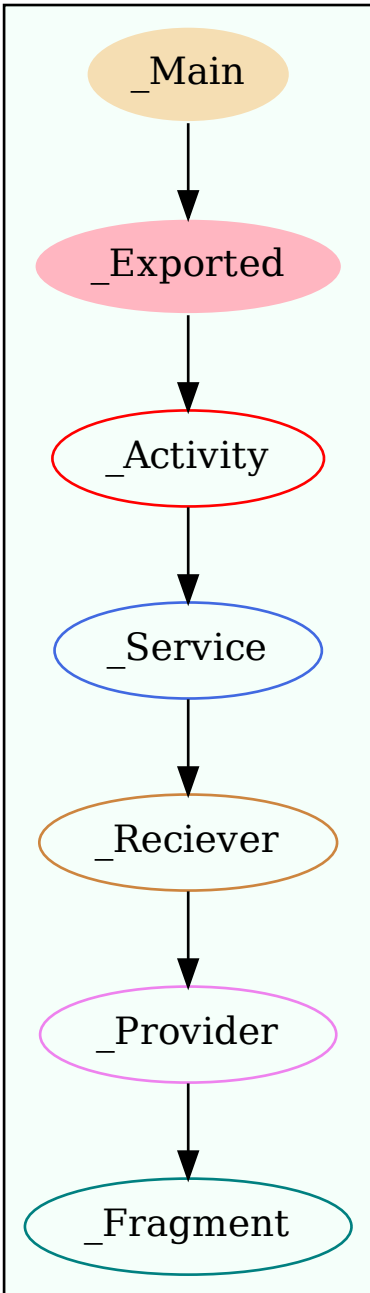 _Main
_Exported
_Activity
_Service
_Reciever
_Provider
_Fragment